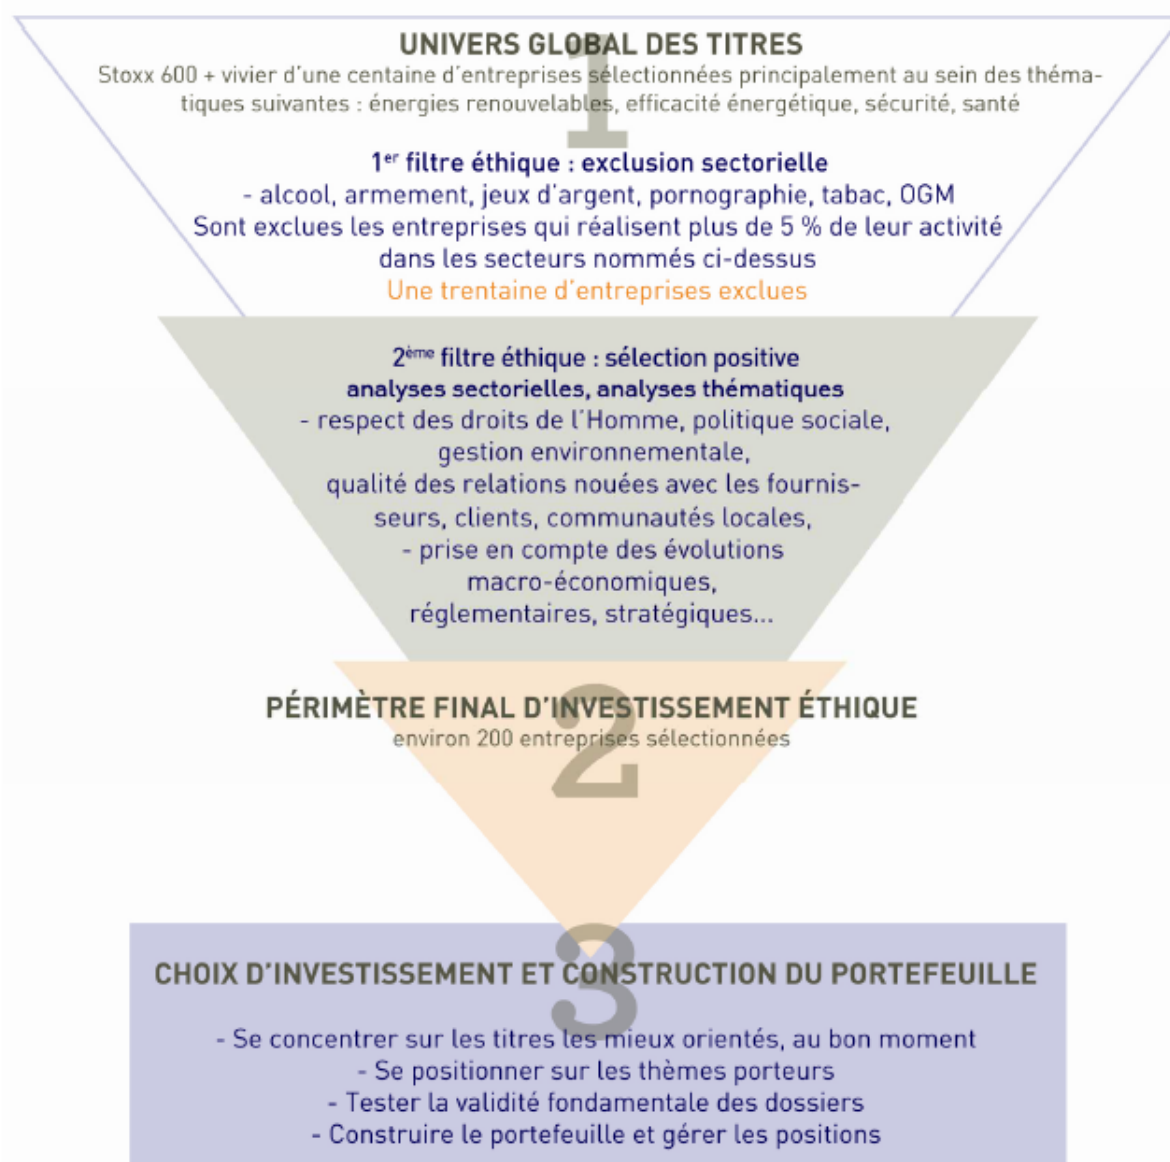 UNIVERS GLOBAL DES TITRES
Stoxx 600 + vivier d'une centaine d'entreprises sélectionnées principalement au sein des théma-
tiques suivantes : énergies renouvelables, efficacité énergétique, sécurité, santé
1
1er filtre éthique : exclusion sectorielle
- alcool, armement, jeux d'argent, pornographie, tabac, OGM
Sont exclues les entreprises qui réalisent plus de 5 % de leur activité
dans les secteurs nommés ci-dessus
Une trentaine d'entreprises exclues
2ème filtre éthique : sélection positive
analyses sectorielles, analyses thématiques
- respect des droits de l'Homme, politique sociale,
gestion environnementale,
qualité des relations nouées avec les fournis-
seurs, clients, communautés locales,
- prise en compte des évolutions
macro-économiques,
réglementaires, stratégiques...
PÉRIMÈTRE FINAL D'INVESTISSEMENT ÉTHIQUE
environ 200 entreprises sélectionnées
2
3
CHOIX D'INVESTISSEMENT ET CONSTRUCTION DU PORTEFEUILLE
- Se concentrer sur les titres les mieux orientés, au bon moment
- Se positionner sur les thèmes porteurs
- Tester la validité fondamentale des dossiers
- Construire le portefeuille et gérer les positions